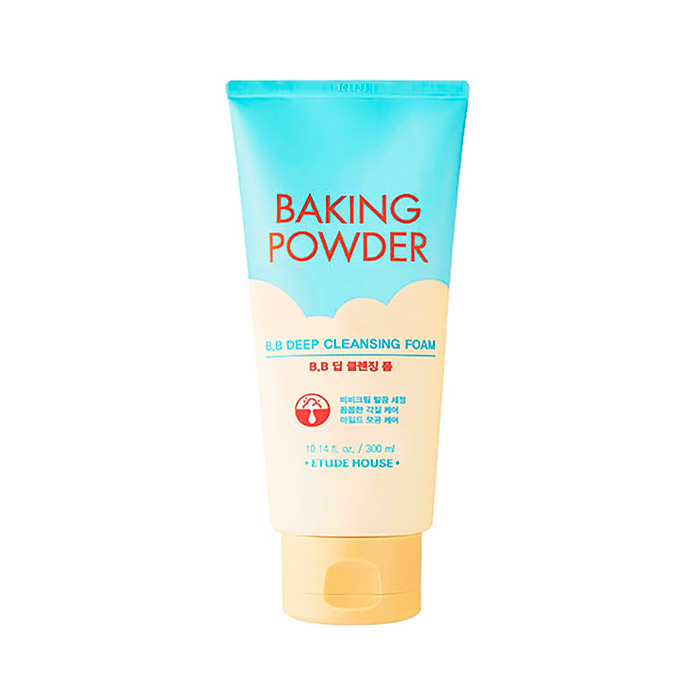 BAKING
POWDER
B.B DEEP CLEANSING FOAM
B.B 딥 클렌징 폼
비비크림 말끔 세정
꼼꼼한 각질 케어
마일드 모공 케어
10.14 fl. oz. / 300 ml
• ETUDE HOUSE •